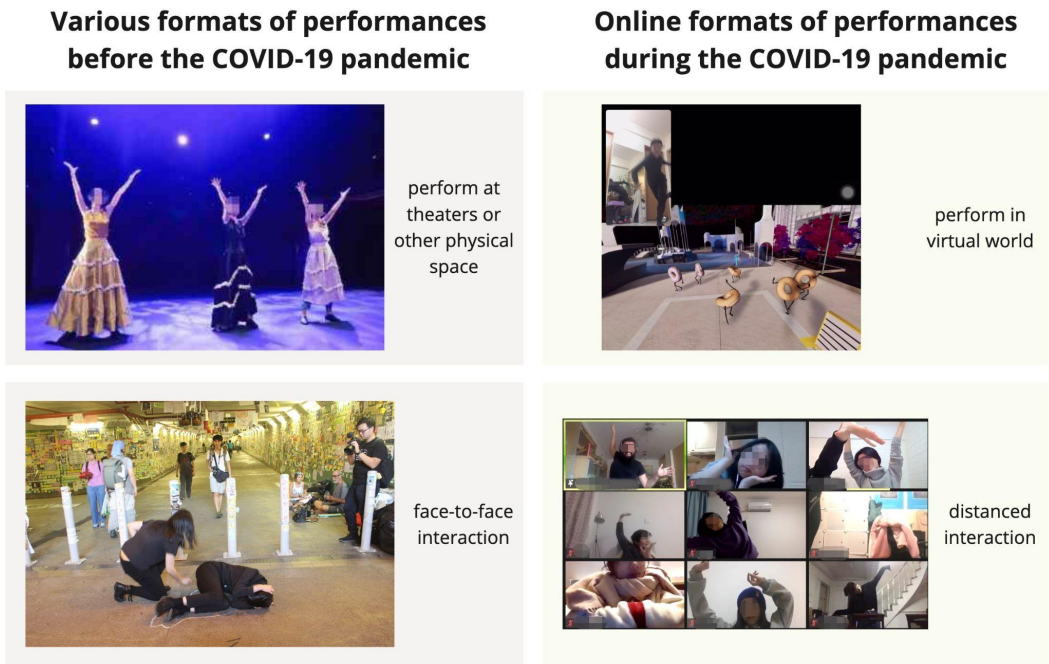 Various formats of performances
before the COVID-19 pandemic
Online formats of performances
during the COVID-19 pandemic
perform at
theaters or
other physical
space
perform in
virtual world
face-to-face
interaction
distanced
interaction